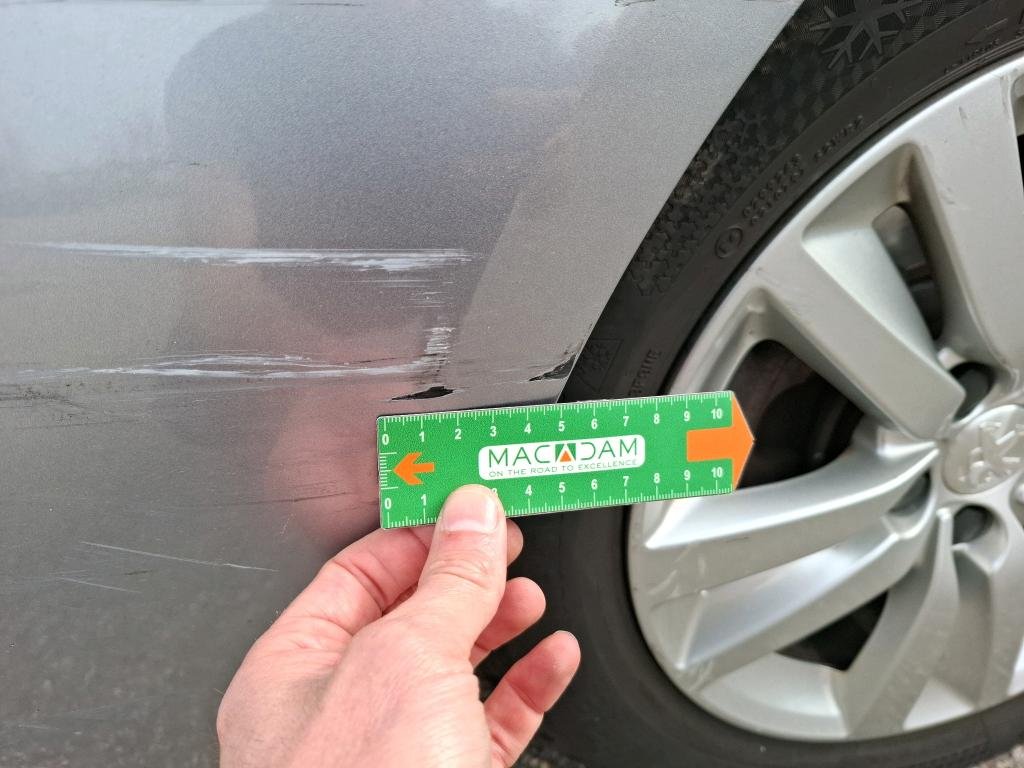 0 1 2 3 4 5 6 7 8 9 10
MACADAM
ON THE ROAD TO EXCELLENCE
0 1 3 4 5 6 7 8 9 10